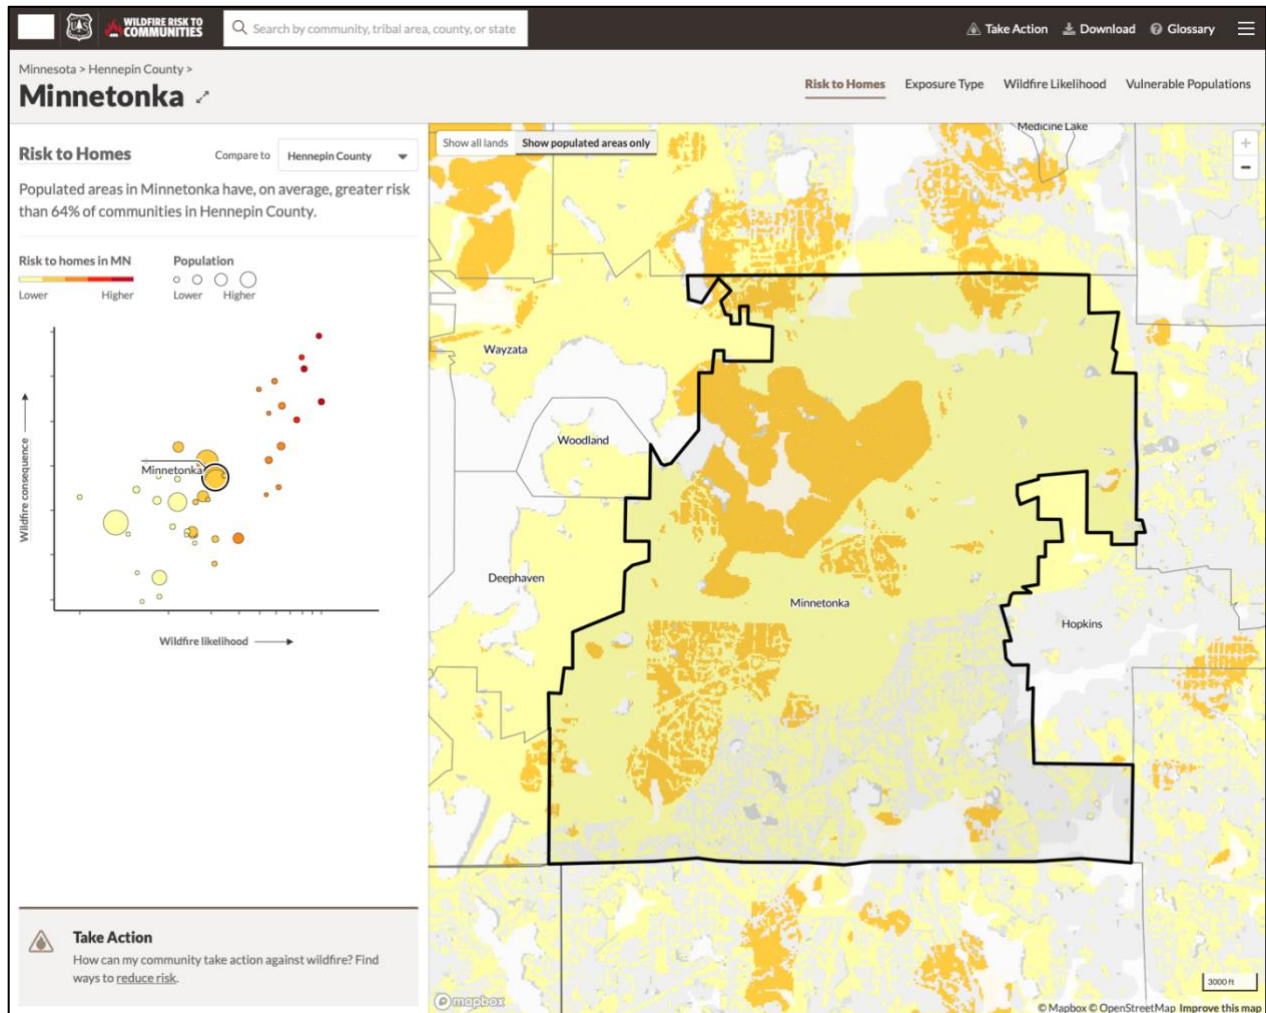 WILDFIRE RISK TO
COMMUNITIES
Search by community, tribal area, county, or state
Take Action
Download
Glossary
Minnesota > Hennepin County >
Minnetonka
Risk to Homes
Exposure Type
Wildfire Likelihood
Vulnerable Populations
Risk to Homes
Compare to
Hennepin County
Populated areas in Minnetonka have, on average, greater risk
than 64% of communities in Hennepin County.
Risk to homes in MN
Lower
Higher
Population
Lower
Higher
Wildfire consequence
Minnetonka
Wildfire likelihood
Take Action
How can my community take action against wildfire? Find
ways to reduce risk.
Show all lands
Show populated areas only
Medicine Lake
+
-
Wayzata
Woodland
Deephaven
Minnetonka
Hopkins
3000 ft
mapbox
© Mapbox © OpenStreetMap Improve this map